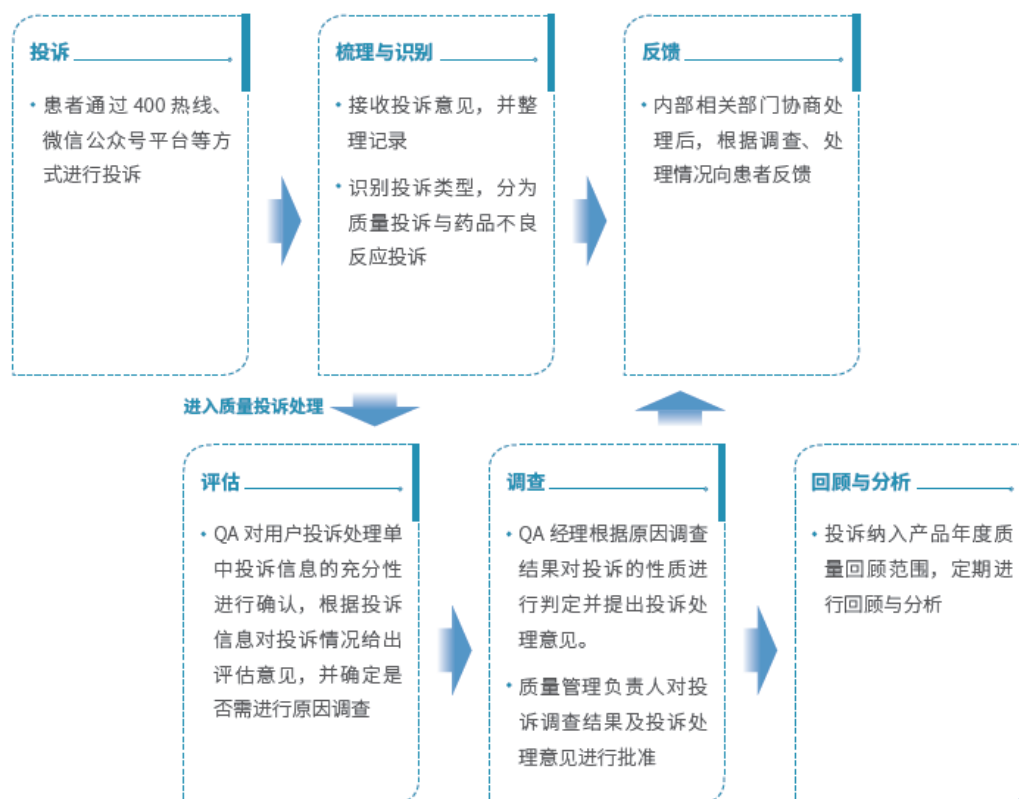 投诉
• 患者通过 400 热线、
微信公众号平台等方
式进行投诉
梳理与识别
• 接收投诉意见，并整
理记录
• 识别投诉类型，分为
质量投诉与药品不良
反应投诉
反馈
• 内部相关部门协商处
理后，根据调查、处
理情况向患者反馈
进入质量投诉处理
评估
• QA 对用户投诉处理单
中投诉信息的充分性
进行确认，根据投诉
信息对投诉情况给出
评估意见，并确定是
否需进行原因调查
调查
• QA 经理根据原因调查
结果对投诉的性质进
行判定并提出投诉处
理意见。
• 质量管理负责人对投
诉调查结果及投诉处
理意见进行批准
回顾与分析
• 投诉纳入产品年度质
量回顾范围，定期进
行回顾与分析